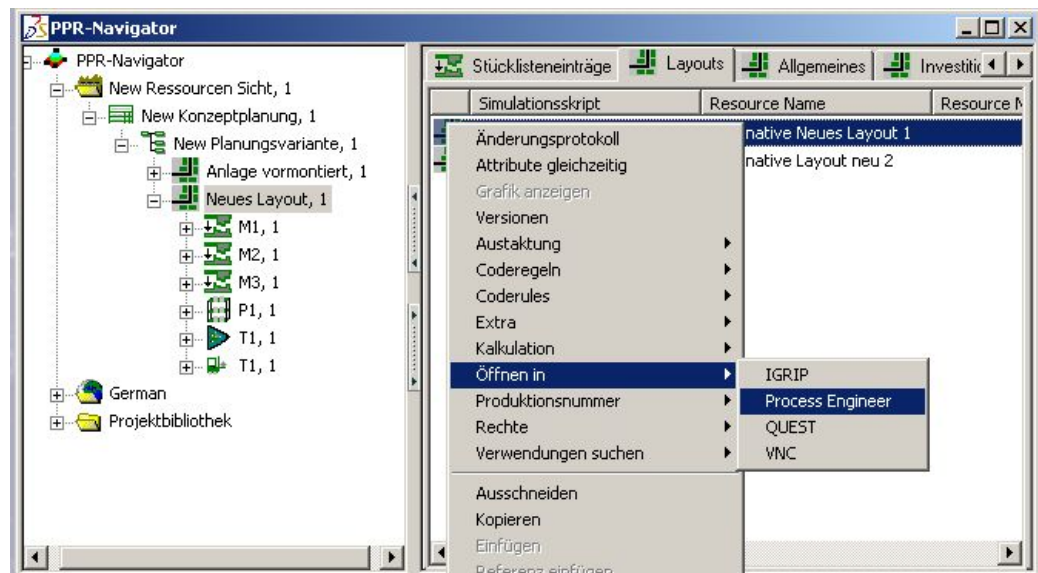 PPR-Navigator
PPR-Navigator
New Ressourcen Sicht, 1
New Konzeptplanung, 1
New Planungsvariante, 1
Anlage vormontiert, 1
Neues Layout, 1
M1, 1
M2, 1
M3, 1
P1, 1
T1, 1
T1, 1
German
Projektbibliothek
Stücklisteneinträge Layouts Allgemeines
Simulationsskript Resource Name Resource
native Neues Layout 1
native Layout neu 2
Änderungsprotokoll
Attribute gleichzeitig
Grafik anzeigen
Versionen
Austaktung
Coderegeln
Coderules
Extra
Kalkulation
Öffnen in
Produktionsnummer
Rechte
Verwendungen suchen
Ausschneiden
Kopieren
Einfügen
Referenz einfügen
IGRIP
Process Engineer
QUEST
VNC